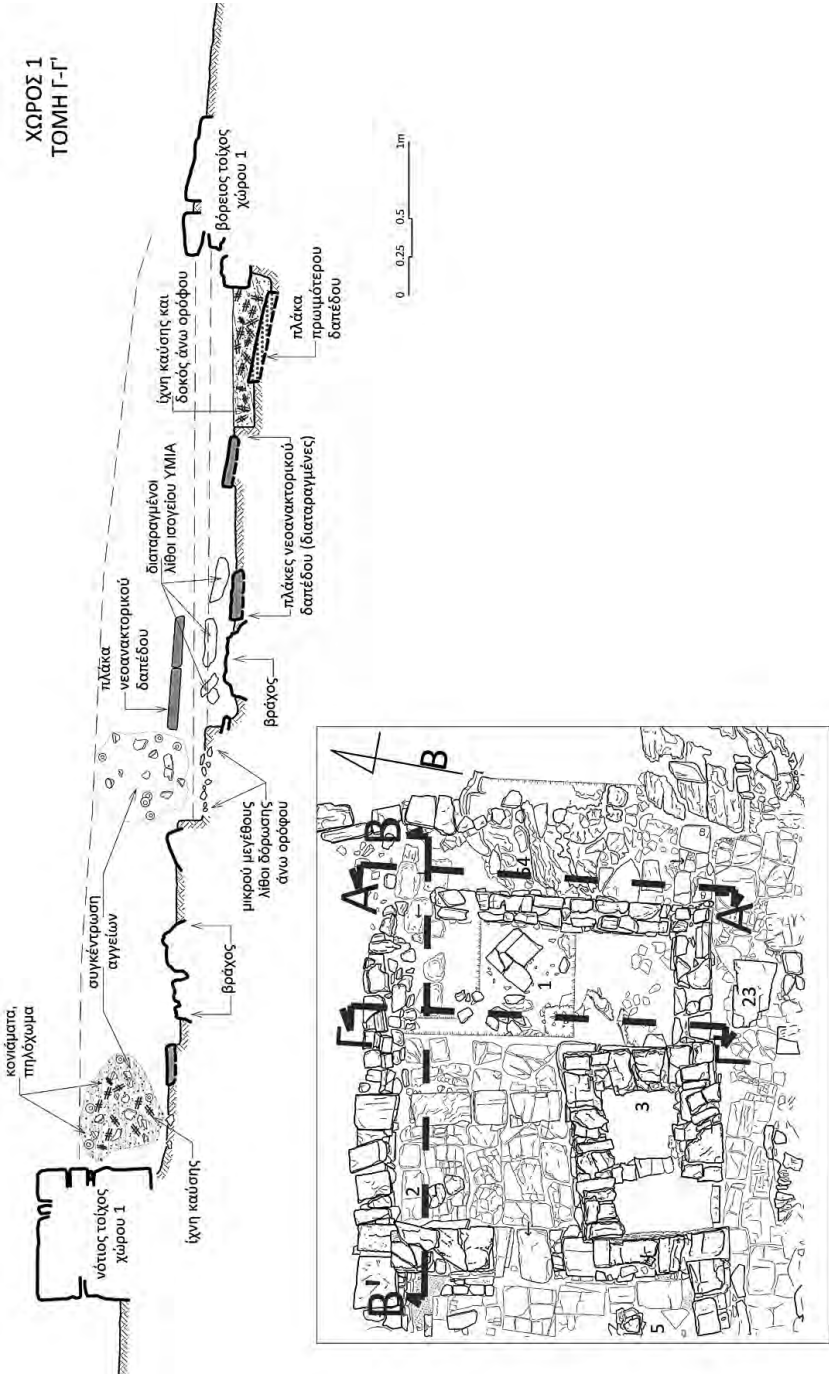 ΧΩΡΟΣ 1
ΤΟΜΗ Γ-Γ'
κονιάματα,
πηλόχωμα
νότιος τοίχος
χώρου 1
ίχνη καύσης
συγκέντρωση
αγγείων
βράχος
μικρού μεγέθους
λίθοι δόρωσης
άνω ορόφου
πλάκα
νεοανακτορικού
δαπέδου
διαταραγμένοι
λίθοι ισογείου ΥΜΙΑ
βράχος
πλάκες νεοανακτορικού
δαπέδου (διαταραγμένες)
ίχνη καύσης και
δοκός άνω ορόφου
πλάκα
πρωιμότερου
δαπέδου
βόρειος τοίχος
χώρου 1
0 0.25 0.5 1m
Β
Β
Α
Γ
Β'
Α'
Γ'
54
1
2
3
5
23